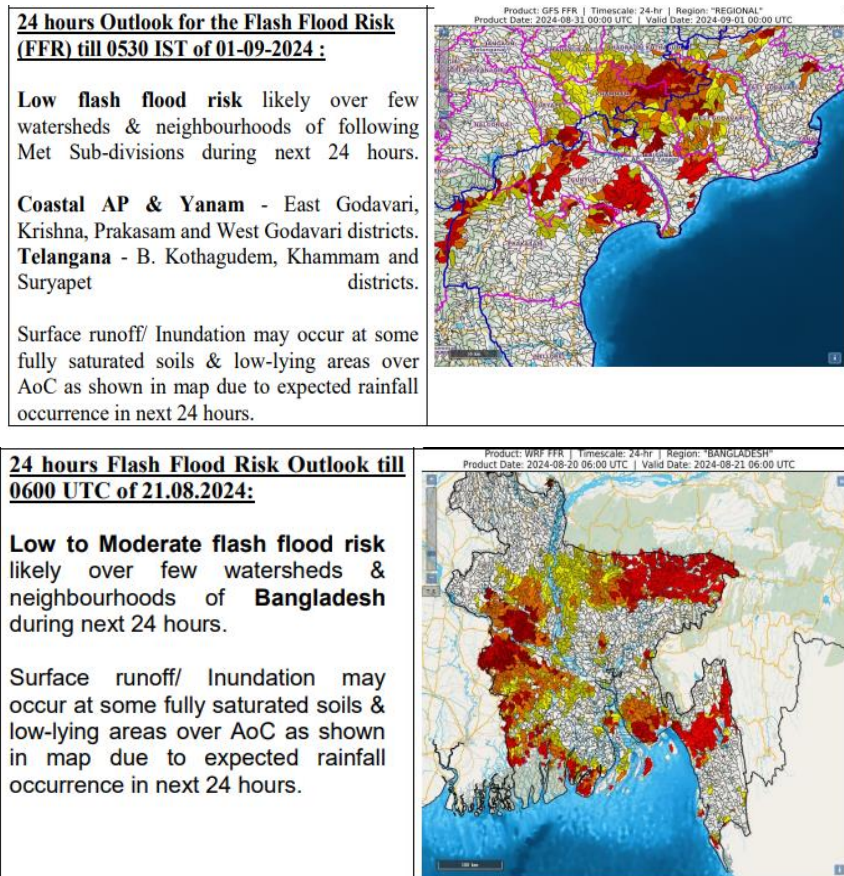 24 hours Outlook for the Flash Flood Risk
(FFR) till 0530 IST of 01-09-2024 :
Low flash flood risk likely over few
watersheds & neighbourhoods of following
Met Sub-divisions during next 24 hours.
Coastal AP & Yanam - East Godavari,
Krishna, Prakasam and West Godavari districts.
Telangana - B. Kothagudem, Khammam and
Suryapet districts.
Surface runoff/ Inundation may occur at some
fully saturated soils & low-lying areas over
AoC as shown in map due to expected rainfall
occurrence in next 24 hours.
Product: GFS FFR | Timescale: 24-hr | Region: "REGIONAL"
Product Date: 2024-08-31 00:00 UTC | Valid Date: 2024-09-01 00:00 UTC
24 hours Flash Flood Risk Outlook till
0600 UTC of 21.08.2024:
Low to Moderate flash flood risk
likely over few watersheds &
neighbourhoods of Bangladesh
during next 24 hours.
Surface runoff/ Inundation may
occur at some fully saturated soils &
low-lying areas over AoC as shown
in map due to expected rainfall
occurrence in next 24 hours.
Product: WRF FFR | Timescale: 24-hr | Region: "BANGLADESH"
Product Date: 2024-08-20 06:00 UTC | Valid Date: 2024-08-21 06:00 UTC